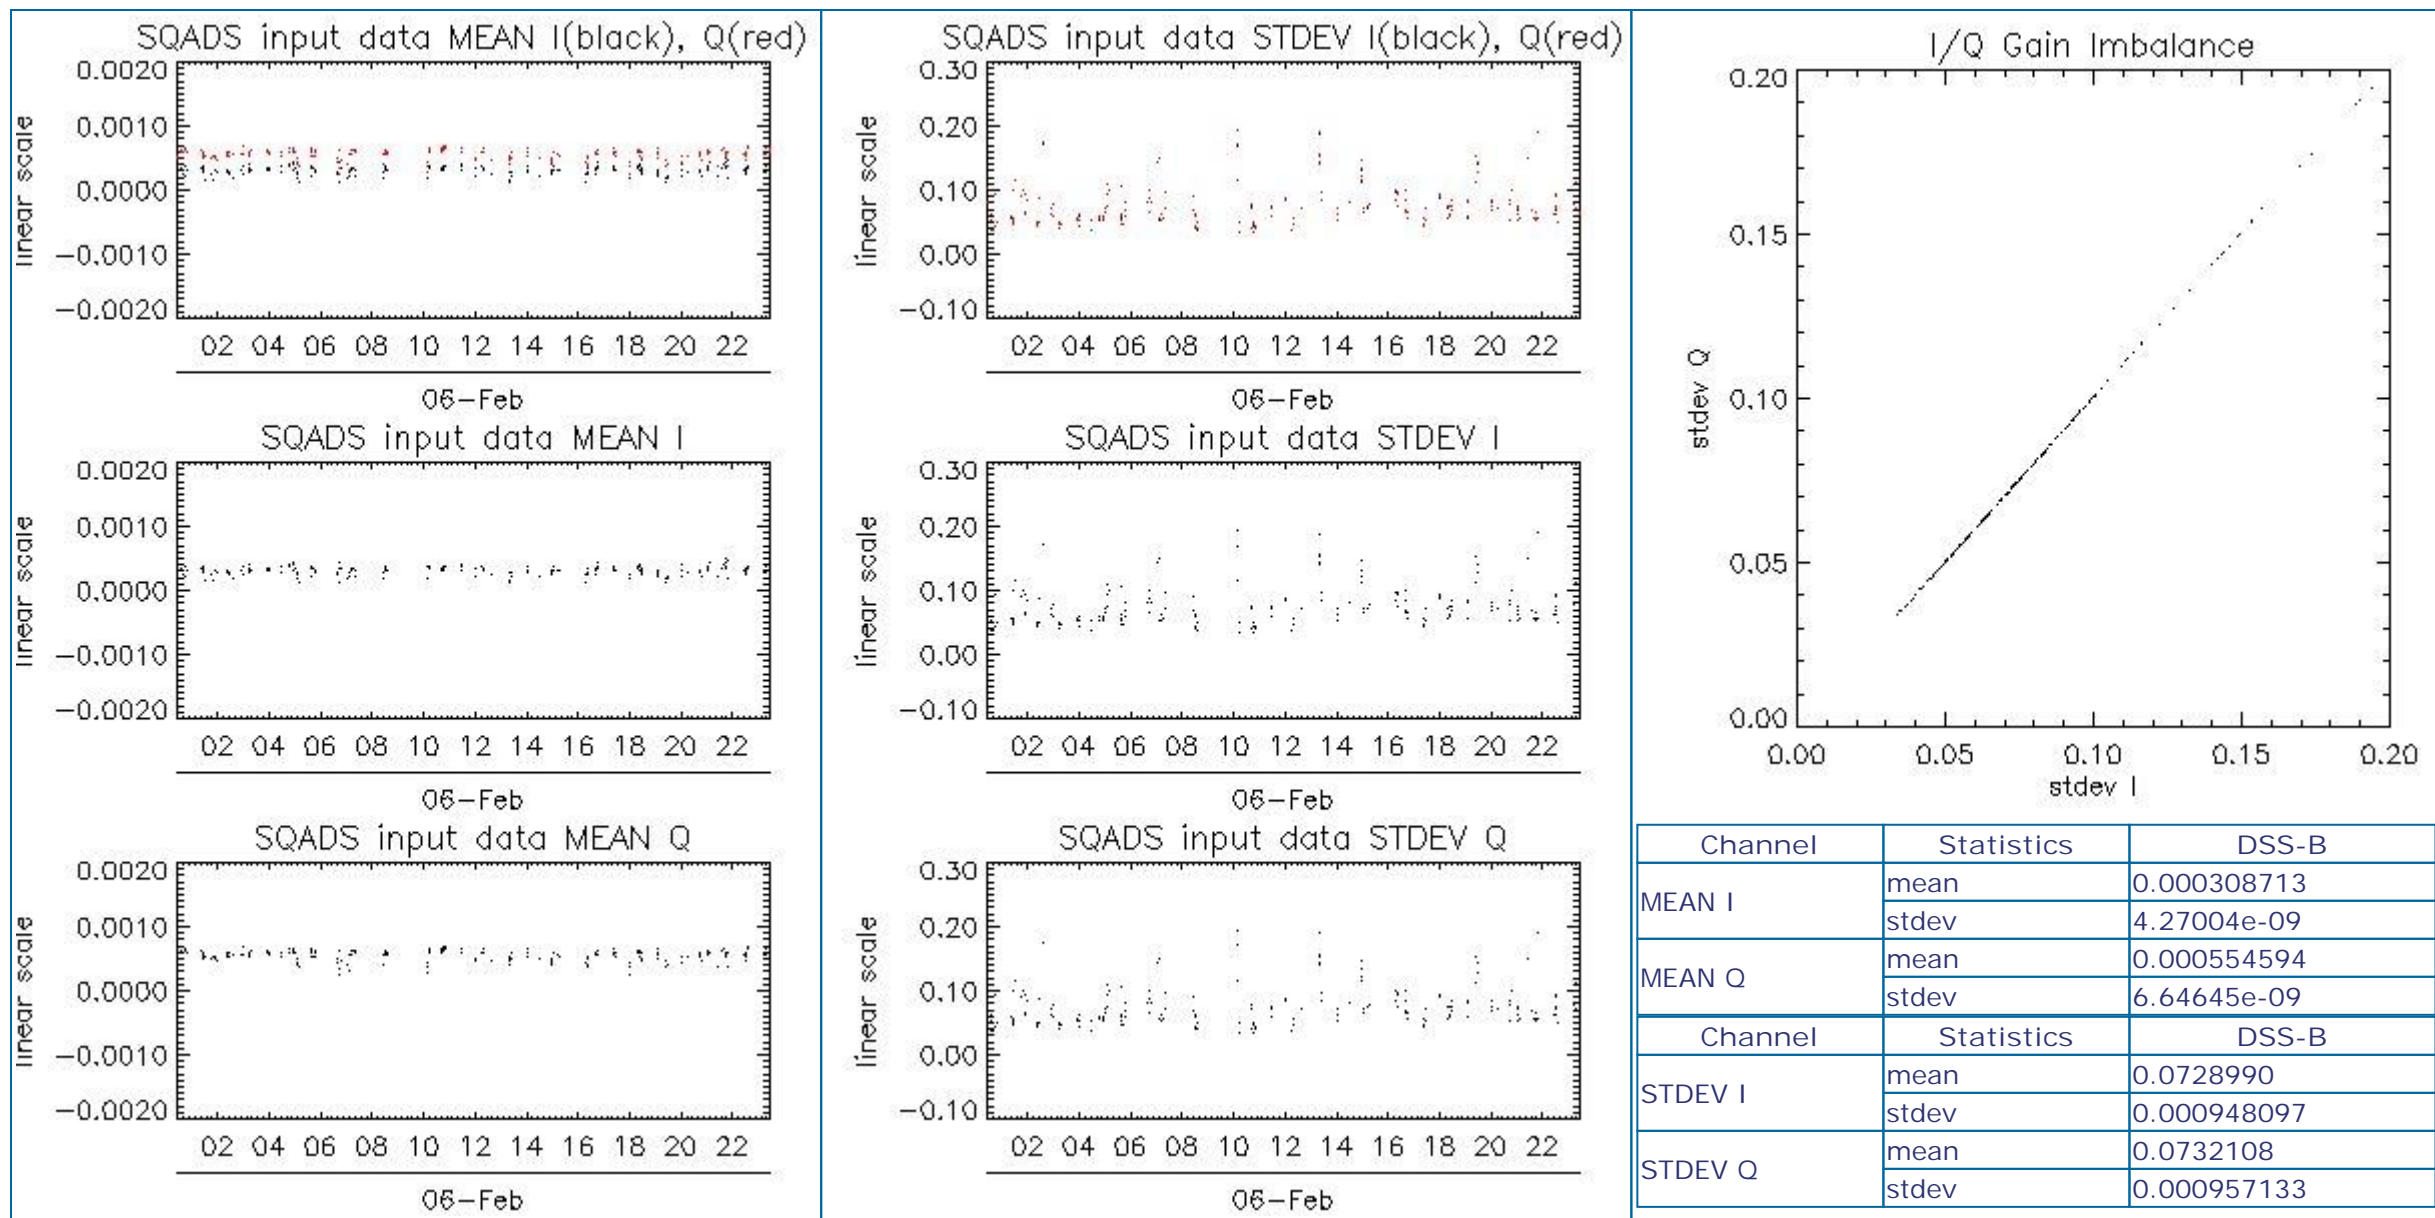 SQADS input data MEAN I(black), Q(red)
0.0020
0.0010
0.0000
−0.0010
−0.0020
linear scale
02 04 06 08 10 12 14 16 18 20 22
06−Feb
SQADS input data MEAN I
0.0020
0.0010
0.0000
−0.0010
−0.0020
linear scale
02 04 06 08 10 12 14 16 18 20 22
06−Feb
SQADS input data MEAN Q
0.0020
0.0010
0.0000
−0.0010
−0.0020
linear scale
02 04 06 08 10 12 14 16 18 20 22
06−Feb
SQADS input data STDEV I(black), Q(red)
0.30
0.20
0.10
0.00
−0.10
linear scale
02 04 06 08 10 12 14 16 18 20 22
06−Feb
SQADS input data STDEV I
0.30
0.20
0.10
0.00
−0.10
linear scale
02 04 06 08 10 12 14 16 18 20 22
06−Feb
SQADS input data STDEV Q
0.30
0.20
0.10
0.00
−0.10
linear scale
02 04 06 08 10 12 14 16 18 20 22
06−Feb
I/Q Gain Imbalance
0.20
0.15
0.10
0.05
0.00
stdev Q
0.00 0.05 0.10 0.15 0.20
stdev I
Channel Statistics DSS-B
MEAN I mean 0.000308713
stdev 4.27004e-09
MEAN Q mean 0.000554594
stdev 6.64645e-09
Channel Statistics DSS-B
STDEV I mean 0.0728990
stdev 0.000948097
STDEV Q mean 0.0732108
stdev 0.000957133